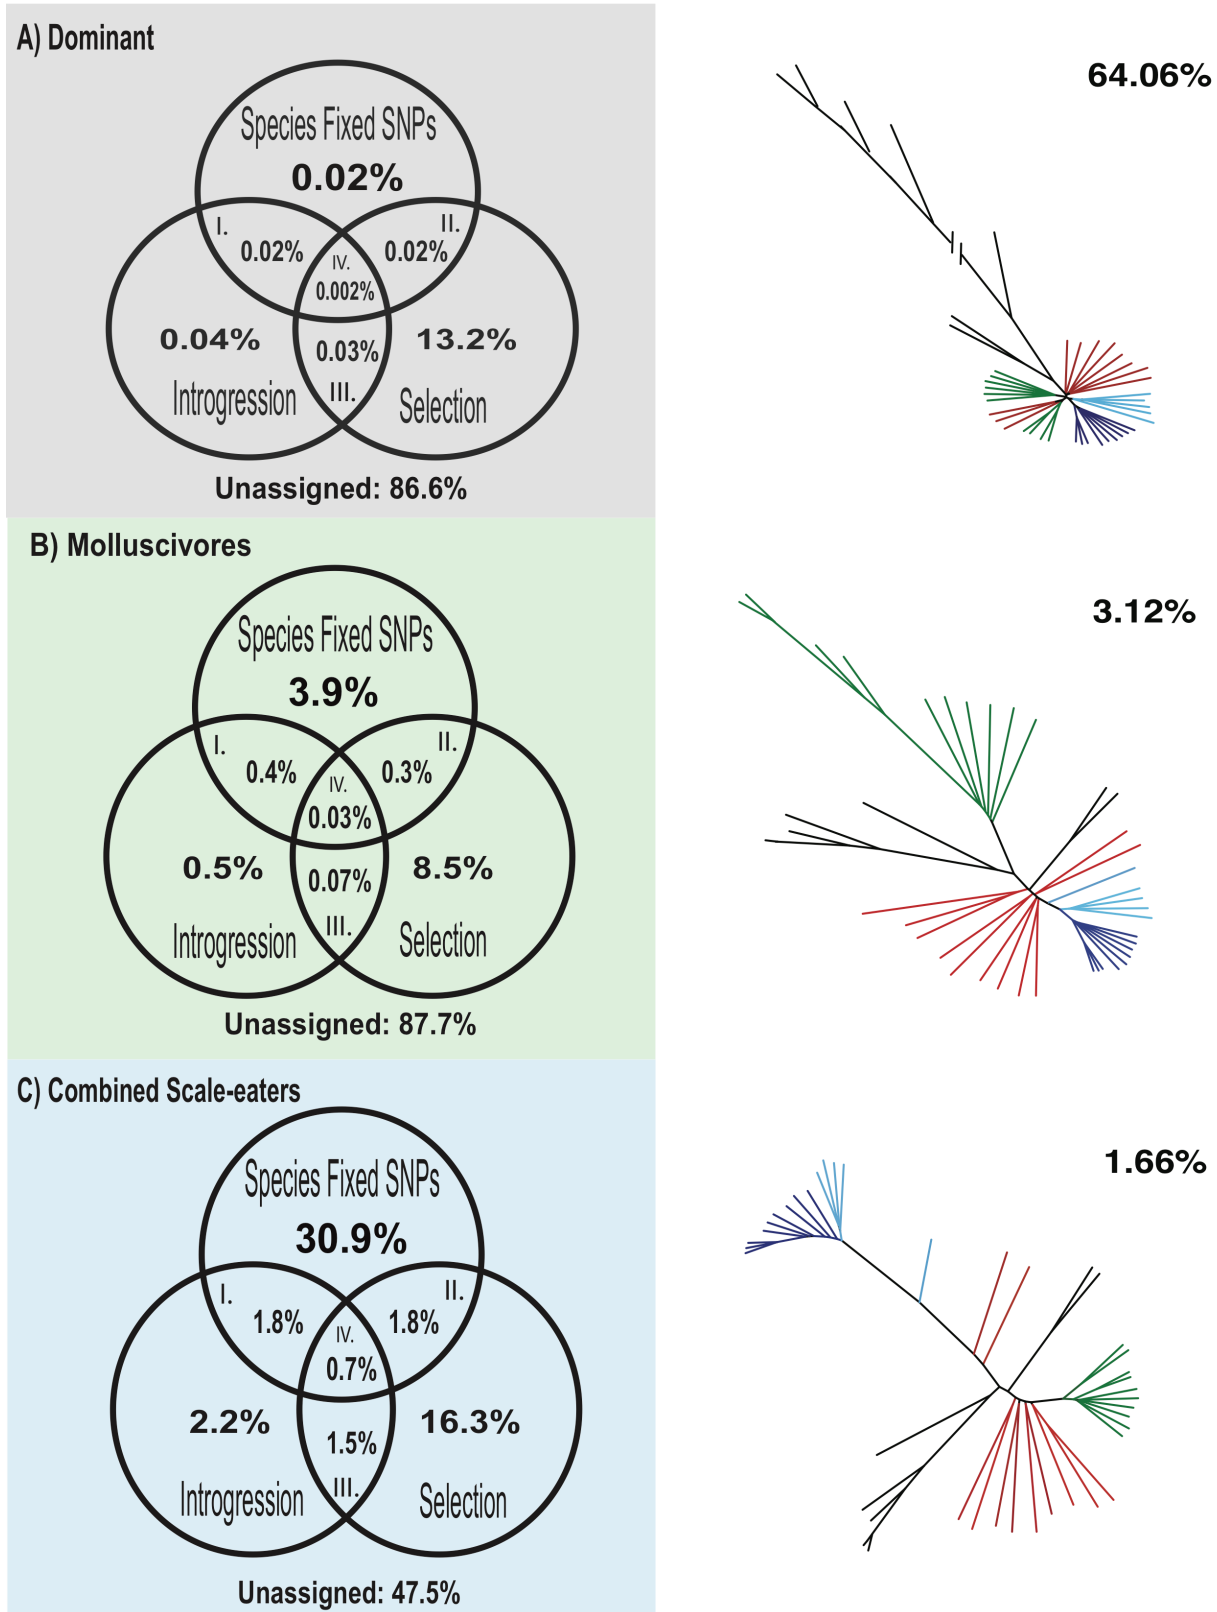 A) Dominant
64.06%
Species Fixed SNPs
0.02%
I.
II.
0.02%
IV.
0.02%
0.002%
0.04%
0.03%
13.2%
Introgression
III.
Selection
Unassigned: 86.6%
B) Molluscivores
3.12%
Species Fixed SNPs
3.9%
I.
II.
0.4%
IV.
0.3%
0.03%
0.5%
0.07%
8.5%
Introgression
III.
Selection
Unassigned: 87.7%
C) Combined Scale-eaters
1.66%
Species Fixed SNPs
30.9%
I.
II.
1.8%
IV.
1.8%
0.7%
2.2%
1.5%
16.3%
Introgression
III.
Selection
Unassigned: 47.5%